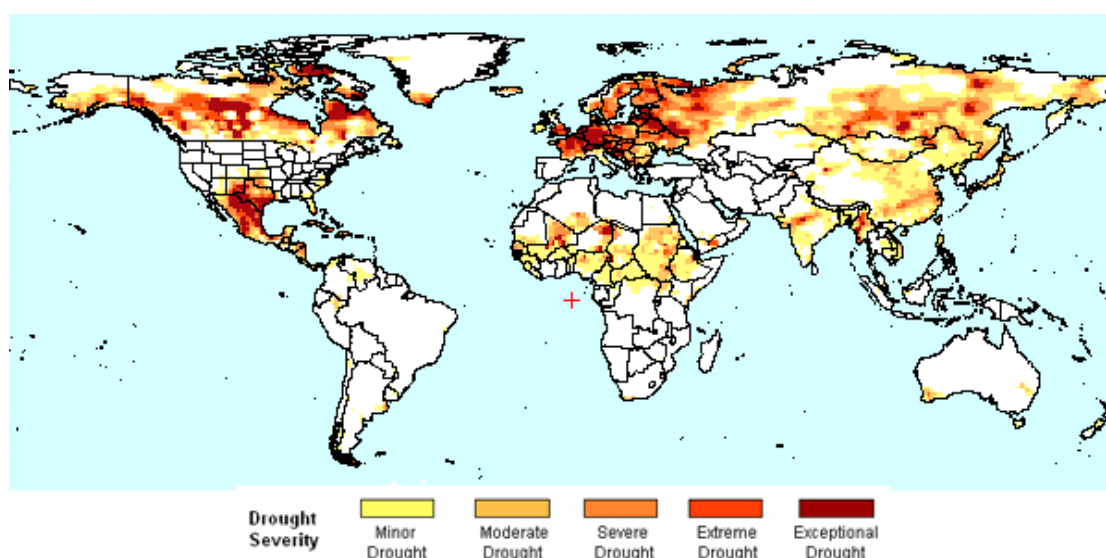 Drought
Severity
Minor
Drought
Moderate
Drought
Severe
Drought
Extreme
Drought
Exceptional
Drought